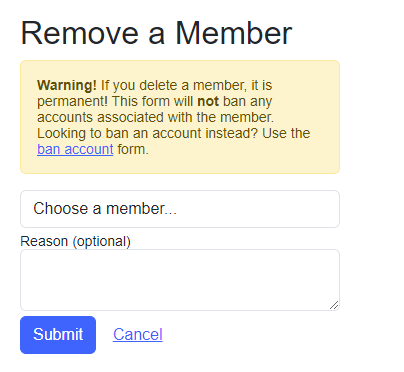 Remove a Member
Warning! If you delete a member, it is
permanent! This form will not ban any
accounts associated with the member.
Looking to ban an account instead? Use the
ban account form.
Choose a member...
Reason (optional)
Submit Cancel